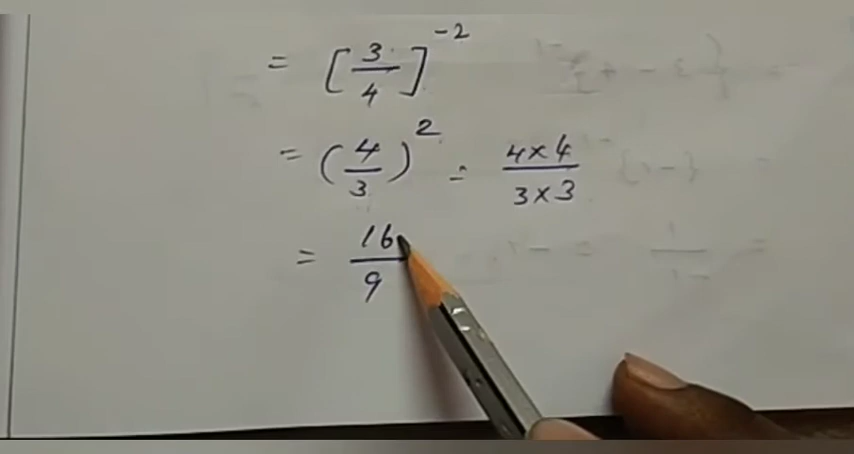 = [3/4]^-2
= (4/3)^2 = 4×4/3×3
= 16/9